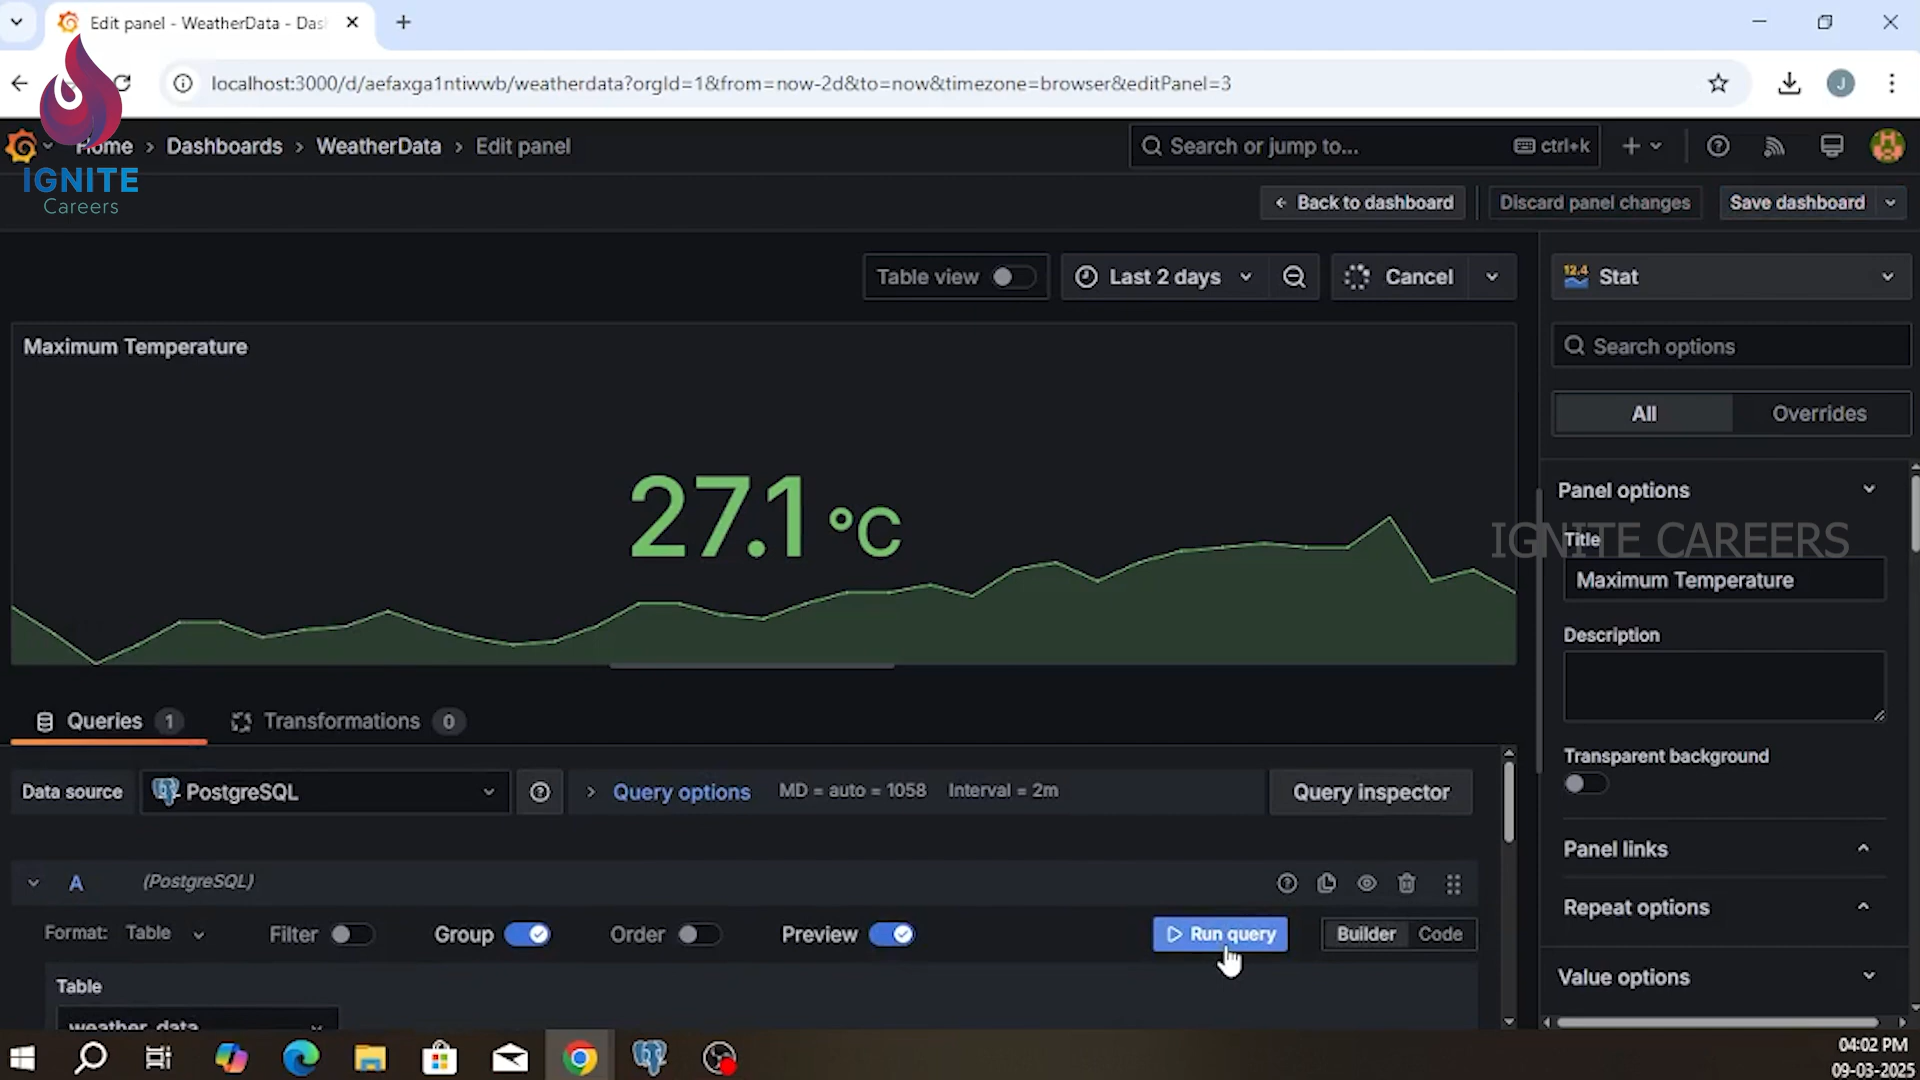 Edit panel - WeatherData - Das
localhost:3000/d/aefaxga1ntiwwb/weatherdata?orgId=1&from=now-2d&to=now&timezone=browser&editPanel=3
J
Home › Dashboards › WeatherData › Edit panel
Search or jump to...
ctrl+k
IGNITE
Careers
Back to dashboard
Discard panel changes
Save dashboard
Table view
Last 2 days
Cancel
12.4
Stat
Maximum Temperature
Search options
All
Overrides
27.1 °C
Panel options
IGNITE CAREERS
Title
Maximum Temperature
Description
Queries 1
Transformations 0
Transparent background
Data source
PostgreSQL
Query options
MD = auto = 1058
Interval = 2m
Query inspector
Panel links
A
(PostgreSQL)
Repeat options
Format: Table
Filter
Group
Order
Preview
Run query
Builder
Code
Value options
Table
weather_data
04:02 PM
09-03-2025